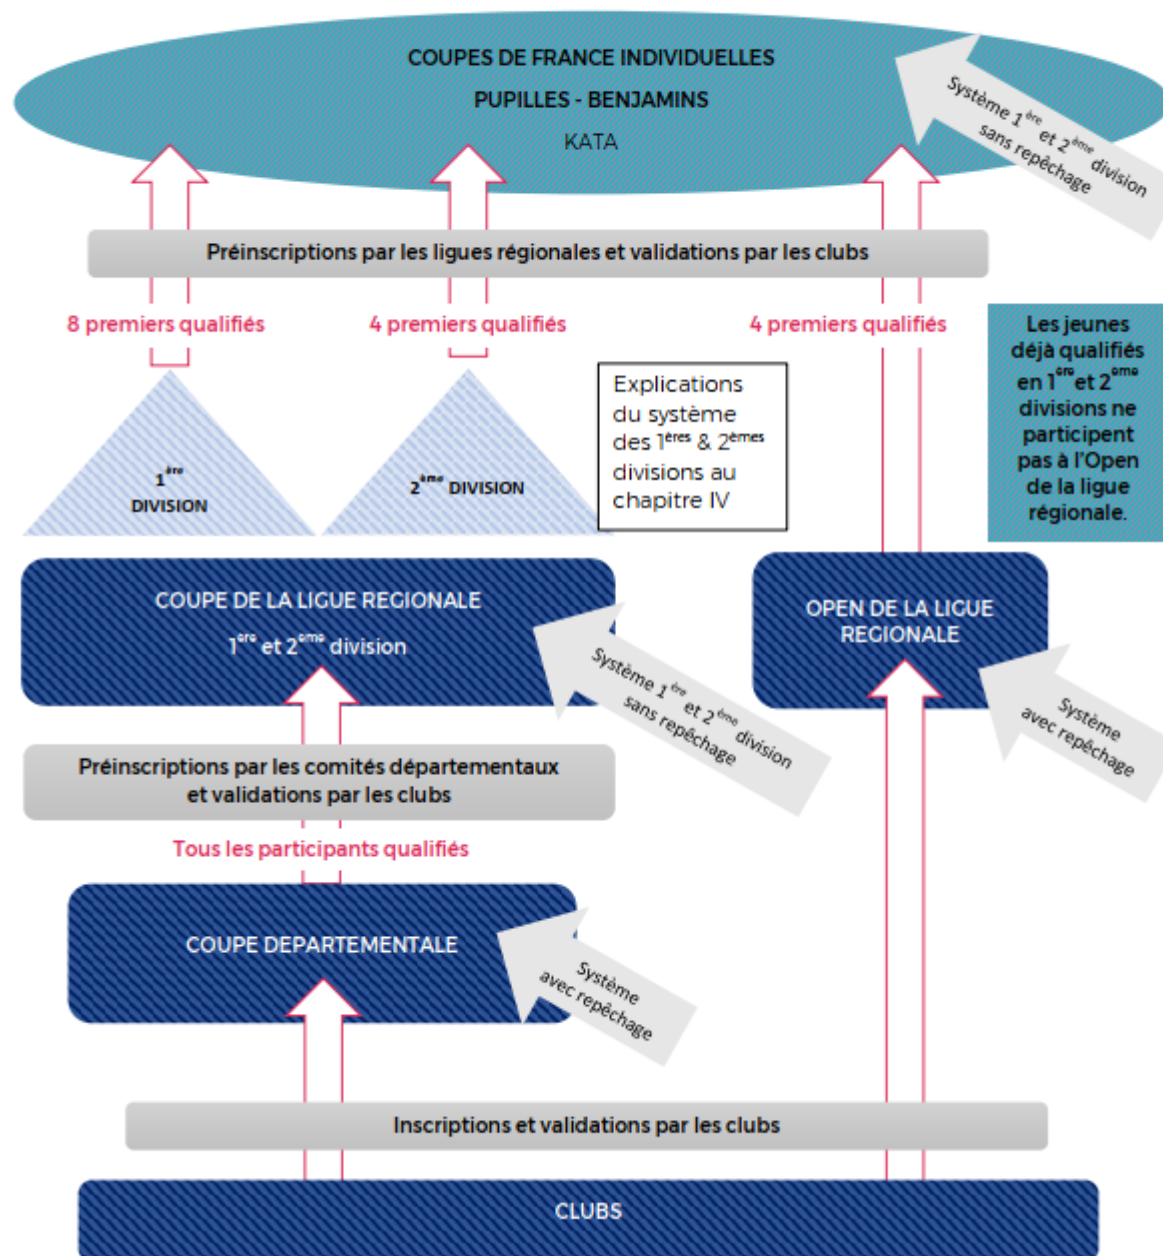 COUPES DE FRANCE INDIVIDUELLES
PUPILLES - BENJAMINS
KATA
Système 1ère et 2ème division
sans repêchage
Préinscriptions par les ligues régionales et validations par les clubs
8 premiers qualifiés
4 premiers qualifiés
4 premiers qualifiés
Les jeunes
déjà qualifiés
en 1ère et 2ème
divisions ne
participent
pas à l'Open
de la ligue
régionale.
Explications
du système
des 1ères & 2èmes
divisions au
chapitre IV
1ère
DIVISION
2ème DIVISION
COUPE DE LA LIGUE REGIONALE
1ère et 2ème division
Système 1ère et 2ème division
sans repêchage
OPEN DE LA LIGUE
REGIONALE
Système
avec repêchage
Préinscriptions par les comités départementaux
et validations par les clubs
Tous les participants qualifiés
COUPE DEPARTEMENTALE
Système
avec repêchage
Inscriptions et validations par les clubs
CLUBS